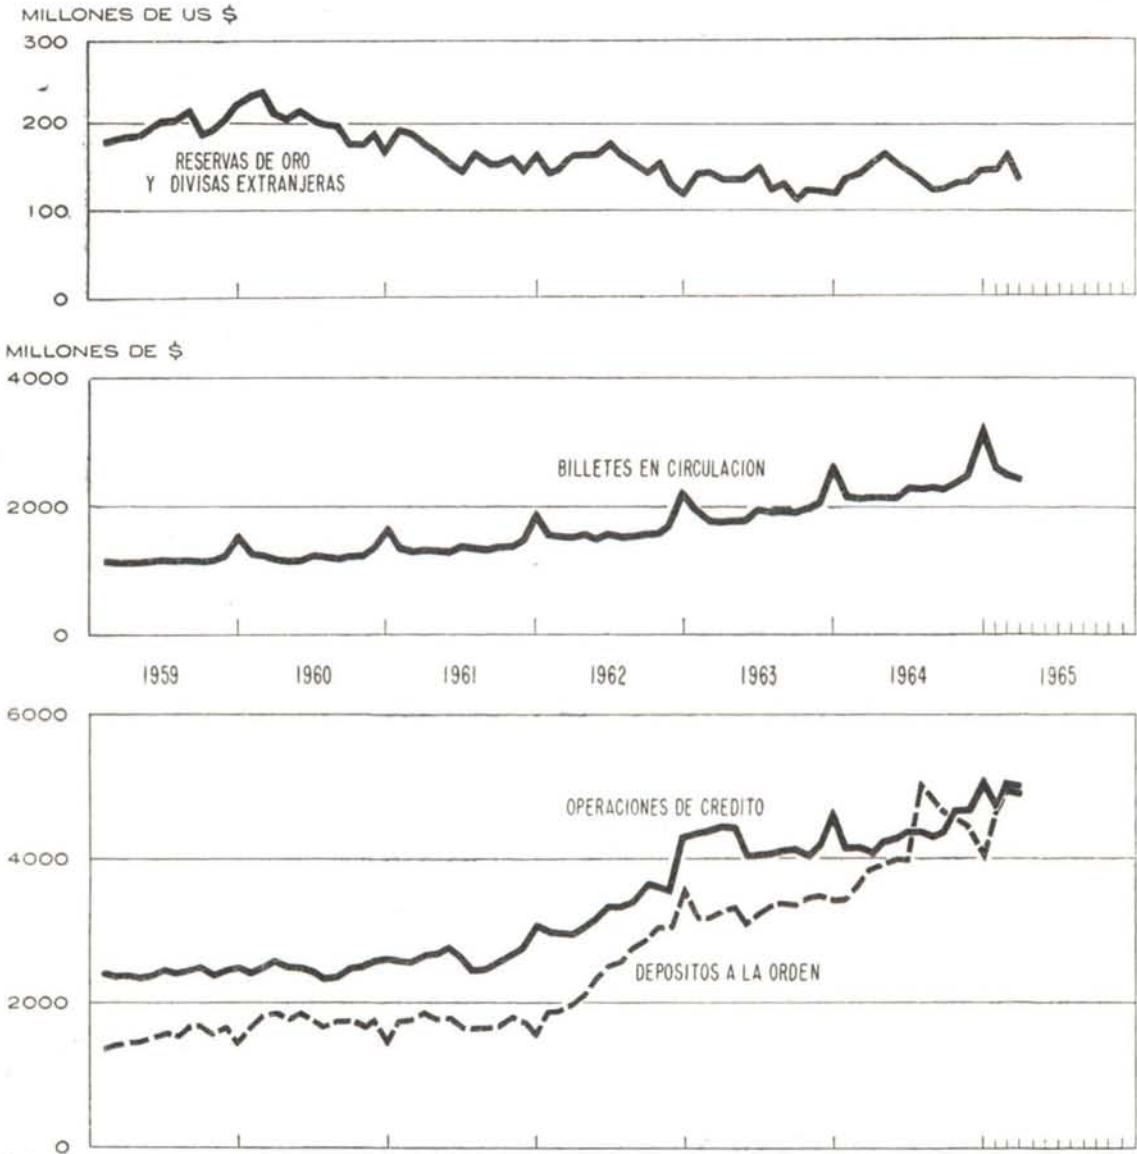 MILLONES DE US $
300
200
RESERVAS DE ORO
Y DIVISAS EXTRANJERAS
100
0
MILLONES DE $
4000
BILLETES EN CIRCULACION
2000
0
1959 1960 1961 1962 1963 1964 1965
6000
OPERACIONES DE CREDITO
4000
DEPOSITOS A LA ORDEN
2000
0